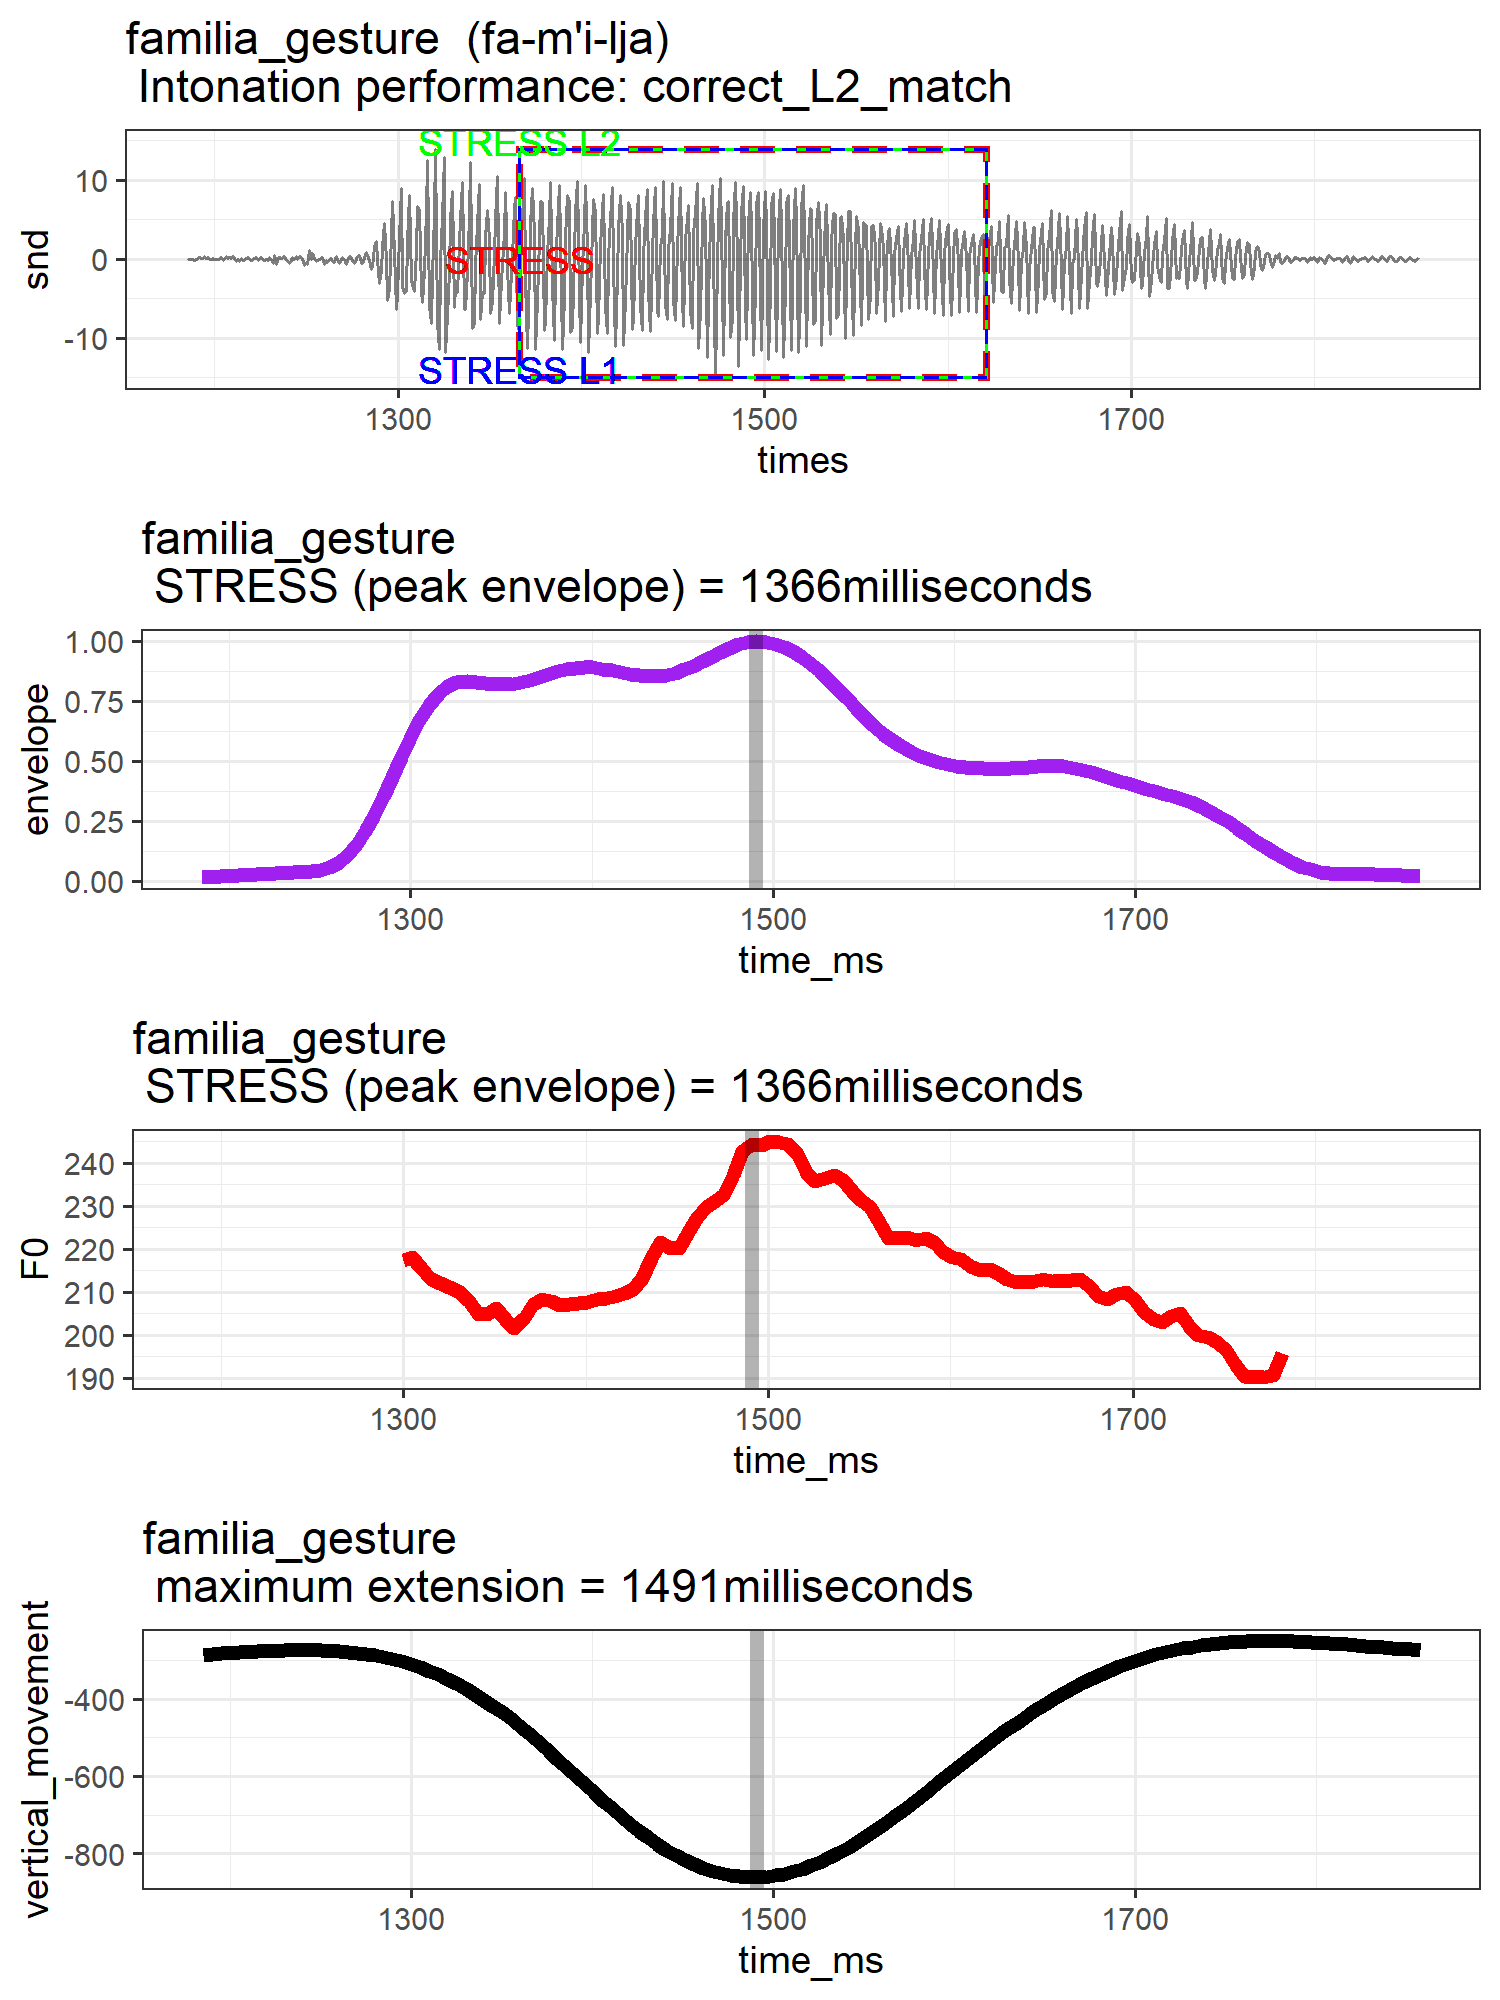 familia_gesture  (fa-m'i-lja)
Intonation performance: correct_L2_match
STRESS L2
10
snd
0
STRESS
-10
STRESS L1
1300 1500 1700
times
familia_gesture
STRESS (peak envelope) = 1366milliseconds
1.00
0.75
envelope
0.50
0.25
0.00
1300 1500 1700
time_ms
familia_gesture
STRESS (peak envelope) = 1366milliseconds
240
230
220
F0
210
200
190
1300 1500 1700
time_ms
familia_gesture
maximum extension = 1491milliseconds
vertical_movement
-400
-600
-800
1300 1500 1700
time_ms